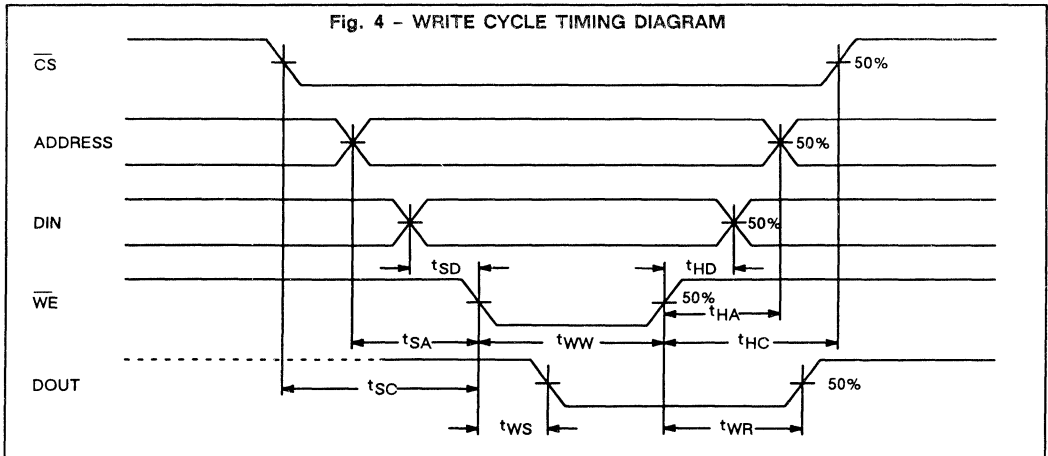 Fig. 4 - WRITE CYCLE TIMING DIAGRAM
CS
50%
ADDRESS
50%
DIN
50%
tSD
tHD
WE
50%
tHA
tSA
tWW
tHC
DOUT
tSC
50%
tWS
tWR